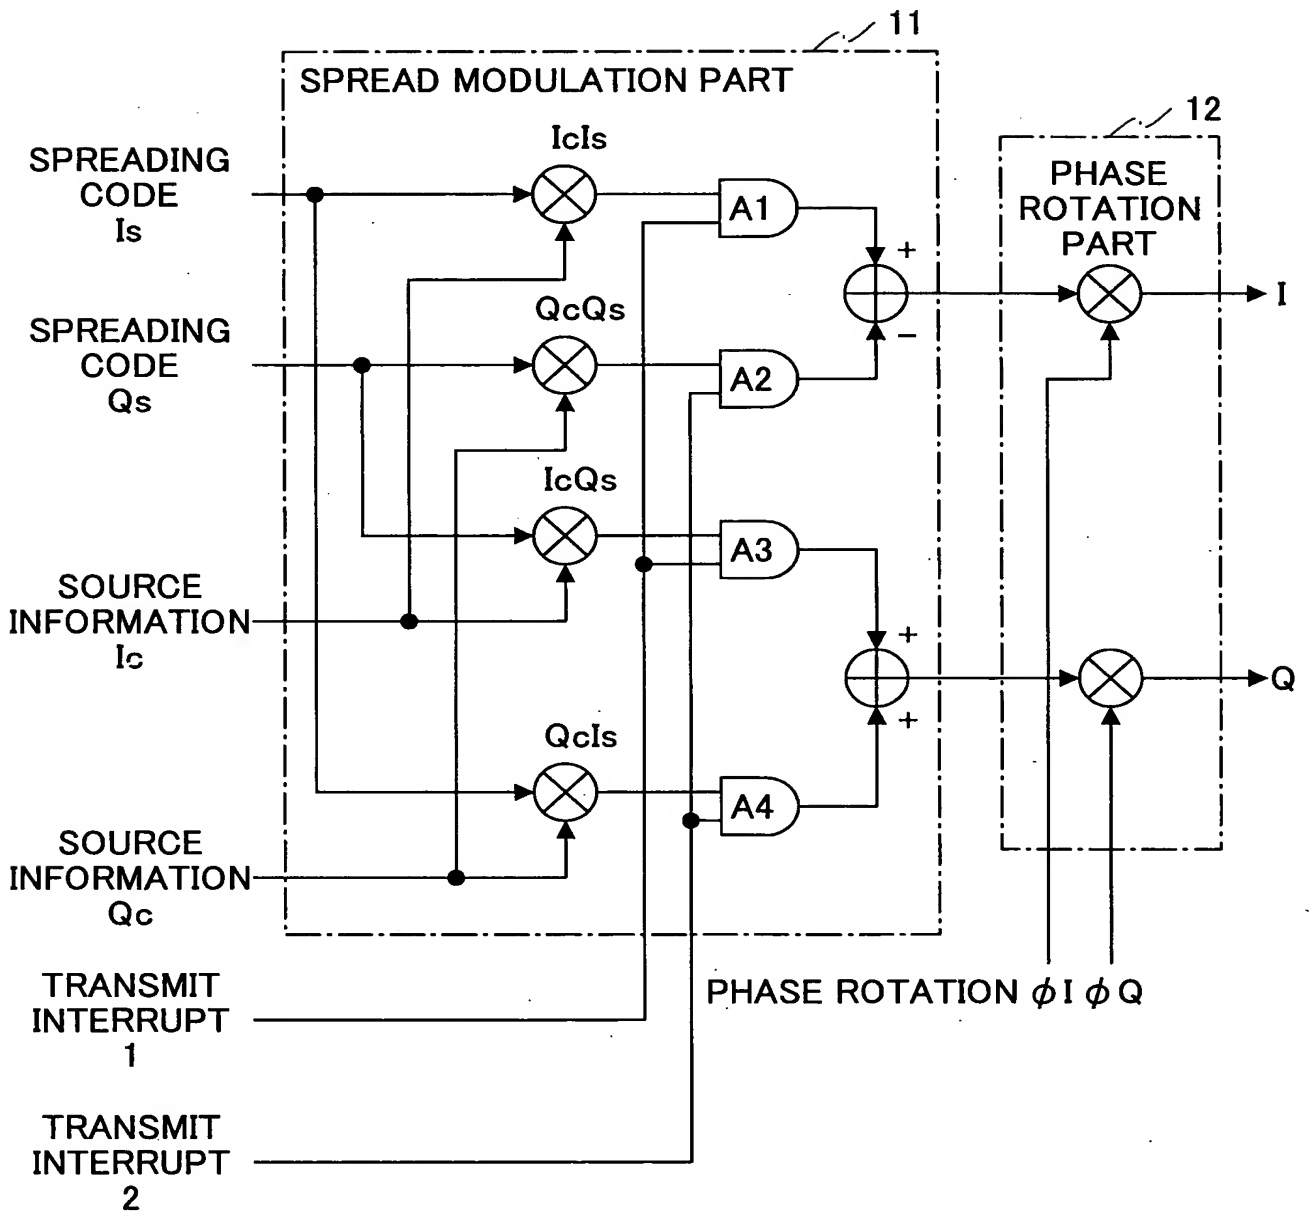 11
SPREAD MODULATION PART
12
SPREADING
CODE
Is
IcIs
A1
PHASE
ROTATION
PART
+
−
I
SPREADING
CODE
Qs
QcQs
A2
IcQs
A3
SOURCE
INFORMATION
Ic
+
+
Q
QcIs
A4
SOURCE
INFORMATION
Qc
TRANSMIT
INTERRUPT
1
PHASE ROTATION ϕI ϕQ
TRANSMIT
INTERRUPT
2